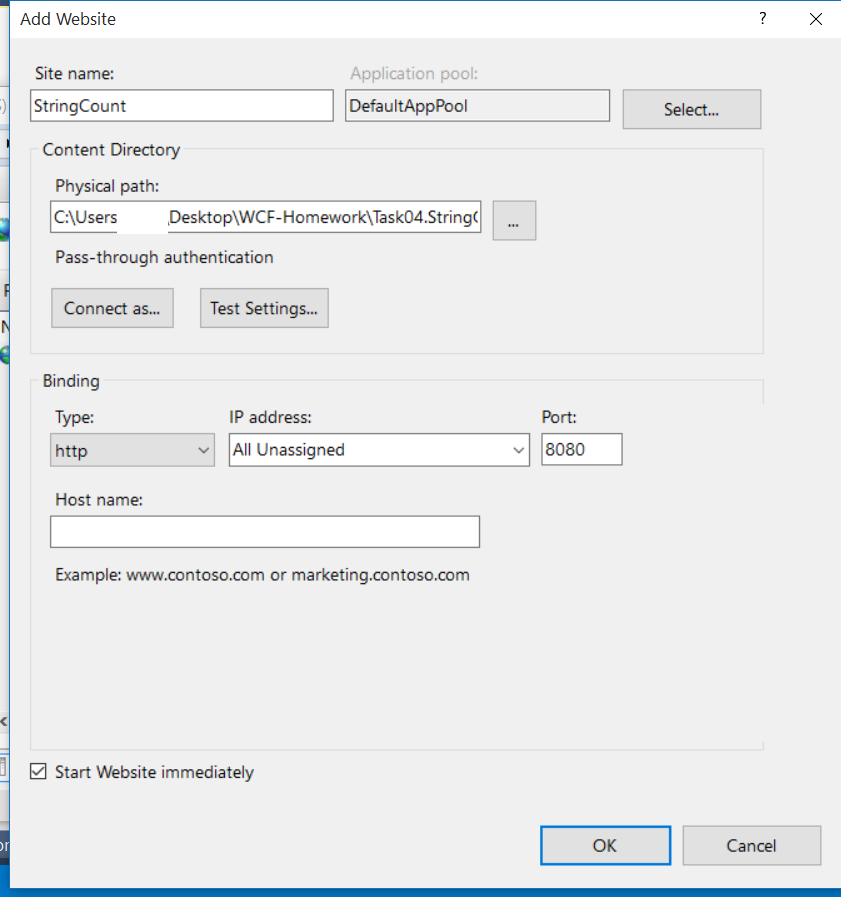 Add Website ? ×
Site name: Application pool:
StringCount DefaultAppPool Select...
Content Directory
Physical path:
C:\Users \Desktop\WCF-Homework\Task04.String ...
Pass-through authentication
Connect as... Test Settings...
Binding
Type: IP address: Port:
http All Unassigned 8080
Host name:
Example: www.contoso.com or marketing.contoso.com
Start Website immediately
OK Cancel